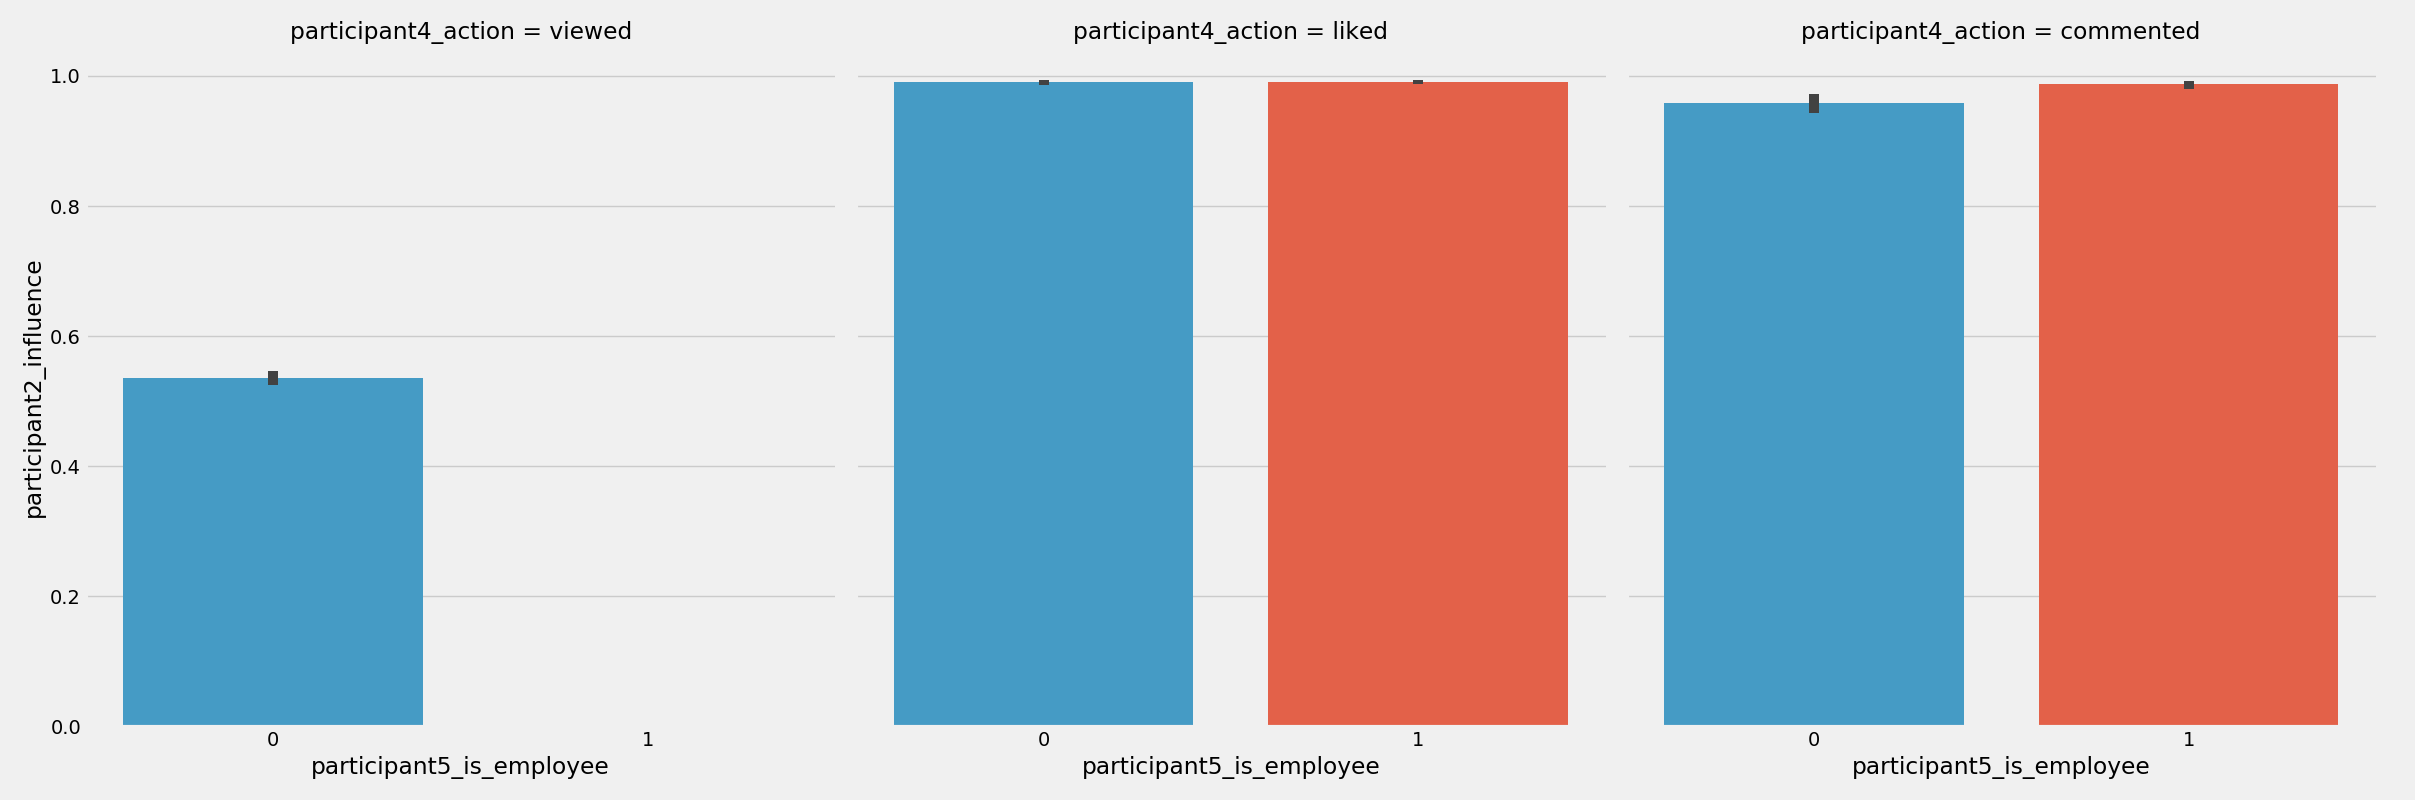 participant4_action = viewed
participant4_action = liked
participant4_action = commented
participant2_influence
1.0
0.8
0.6
0.4
0.2
0.0
0
1
0
1
0
1
participant5_is_employee
participant5_is_employee
participant5_is_employee